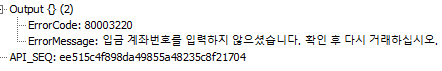 Output {} (2)
ErrorCode: 80003220
ErrorMessage: 입금 계좌번호를 입력하지 않으셨습니다. 확인 후 다시 거래하십시오.
API_SEQ: ee515c4f898da49855a48235c8f21704